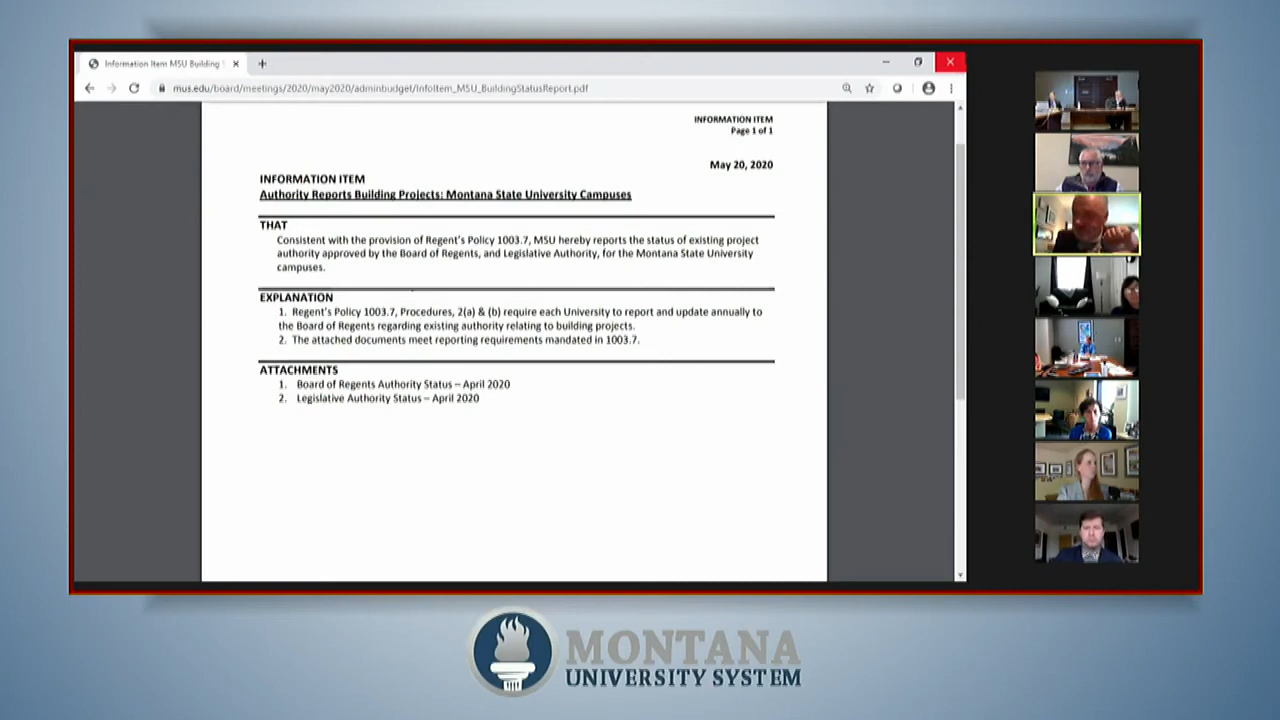 Information Item MSU Building
mus.edu/board/meetings/2020/may2020/adminbudget/InfoItem_MSU_BuildingStatusReport.pdf
INFORMATION ITEM
Page 1 of 1
May 20, 2020
INFORMATION ITEM
Authority Reports Building Projects: Montana State University Campuses
THAT
Consistent with the provision of Regent's Policy 1003.7, MSU hereby reports the status of existing project
authority approved by the Board of Regents, and Legislative Authority, for the Montana State University
campuses.
EXPLANATION
1. Regent's Policy 1003.7, Procedures, 2(a) & (b) require each University to report and update annually to
the Board of Regents regarding existing authority relating to building projects.
2. The attached documents meet reporting requirements mandated in 1003.7.
ATTACHMENTS
1. Board of Regents Authority Status – April 2020
2. Legislative Authority Status – April 2020
MONTANA
UNIVERSITY SYSTEM